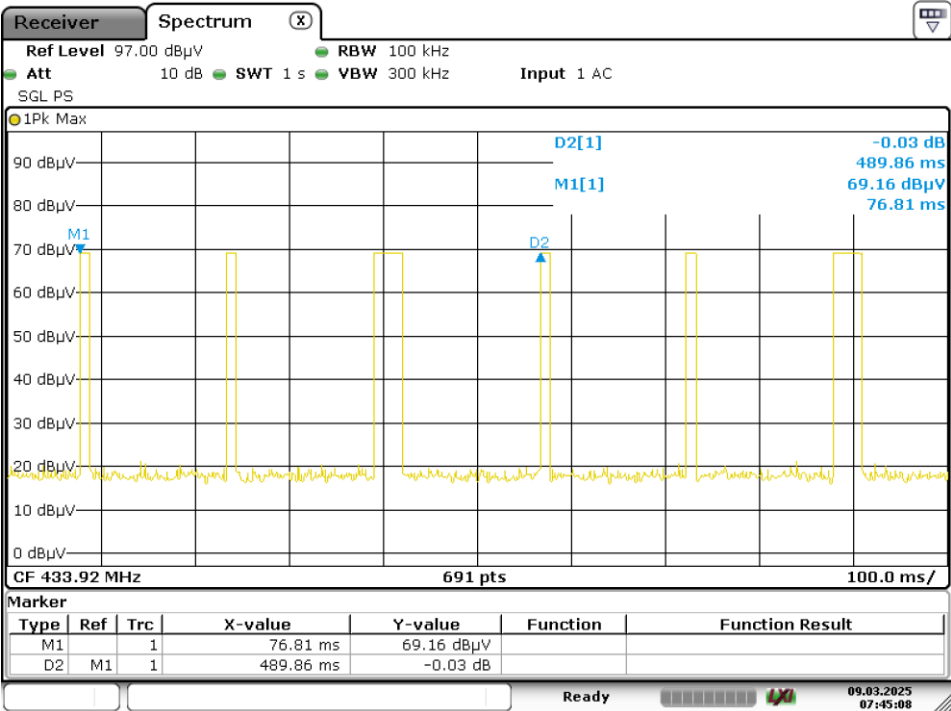 Receiver Spectrum X
Ref Level 97.00 dBµV RBW 100 kHz
Att 10 dB SWT 1 s VBW 300 kHz Input 1 AC
SGL PS
1Pk Max
D2[1] -0.03 dB
90 dBµV 489.86 ms
M1[1] 69.16 dBµV
80 dBµV 76.81 ms
M1 D2
70 dBµV
60 dBµV
50 dBµV
40 dBµV
30 dBµV
20 dBµV
10 dBµV
0 dBµV
CF 433.92 MHz 691 pts 100.0 ms/
Marker
Type Ref Trc X-value Y-value Function Function Result
M1 1 76.81 ms 69.16 dBµV
D2 M1 1 489.86 ms -0.03 dB
Ready LXI 09.03.2025
07:45:08